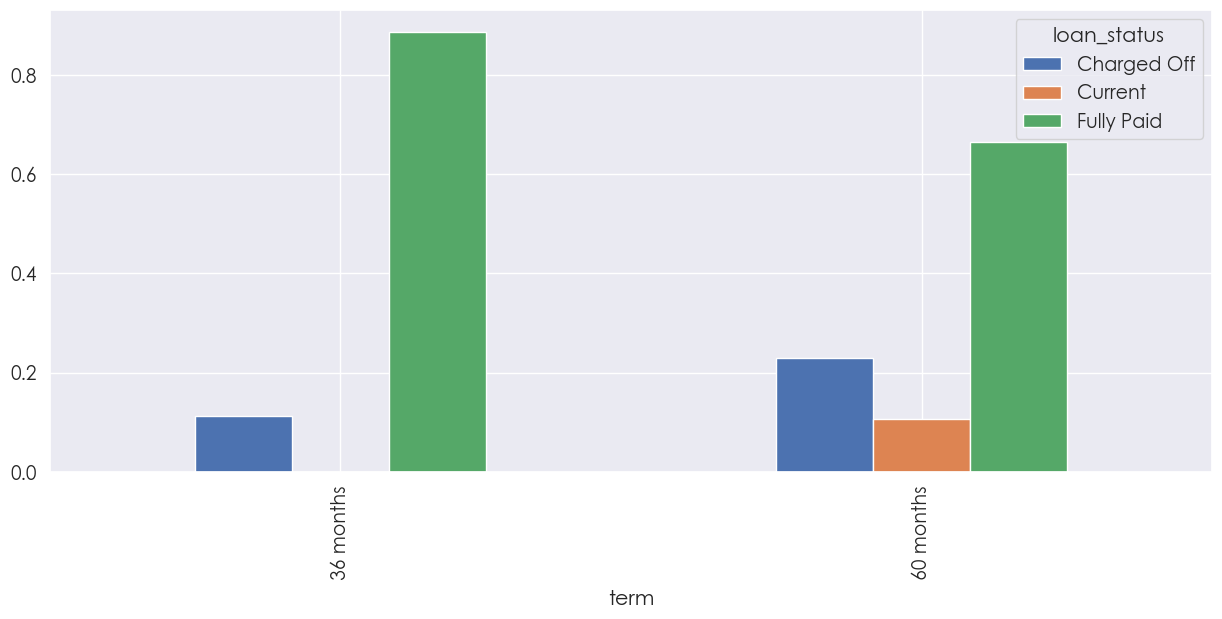 loan_status
Charged Off
Current
Fully Paid
0.8
0.6
0.4
0.2
0.0
36 months
60 months
term